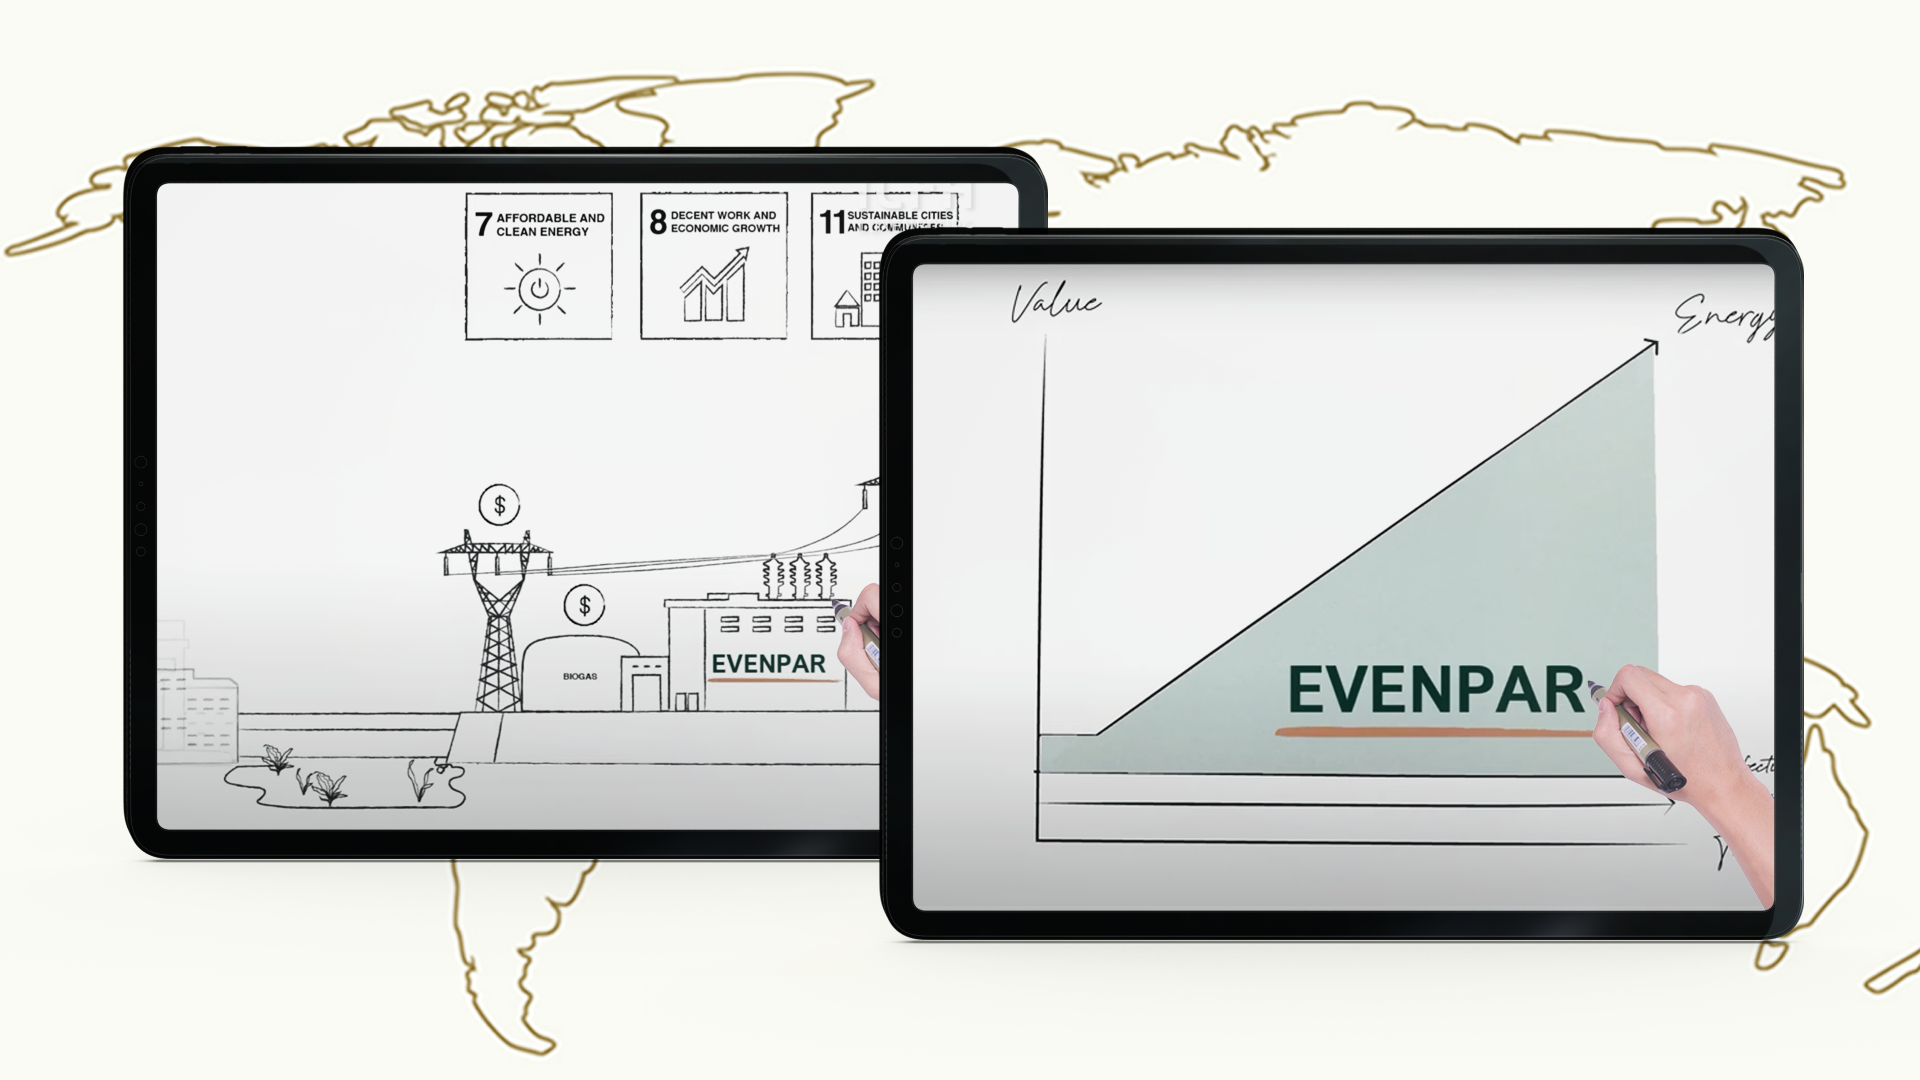 7 AFFORDABLE AND
CLEAN ENERGY
8 DECENT WORK AND
ECONOMIC GROWTH
11 SUSTAINABLE CITIES
AND COMMUNITIES
$
$
BIOGAS
EVENPAR
Value
Energy
EVENPAR